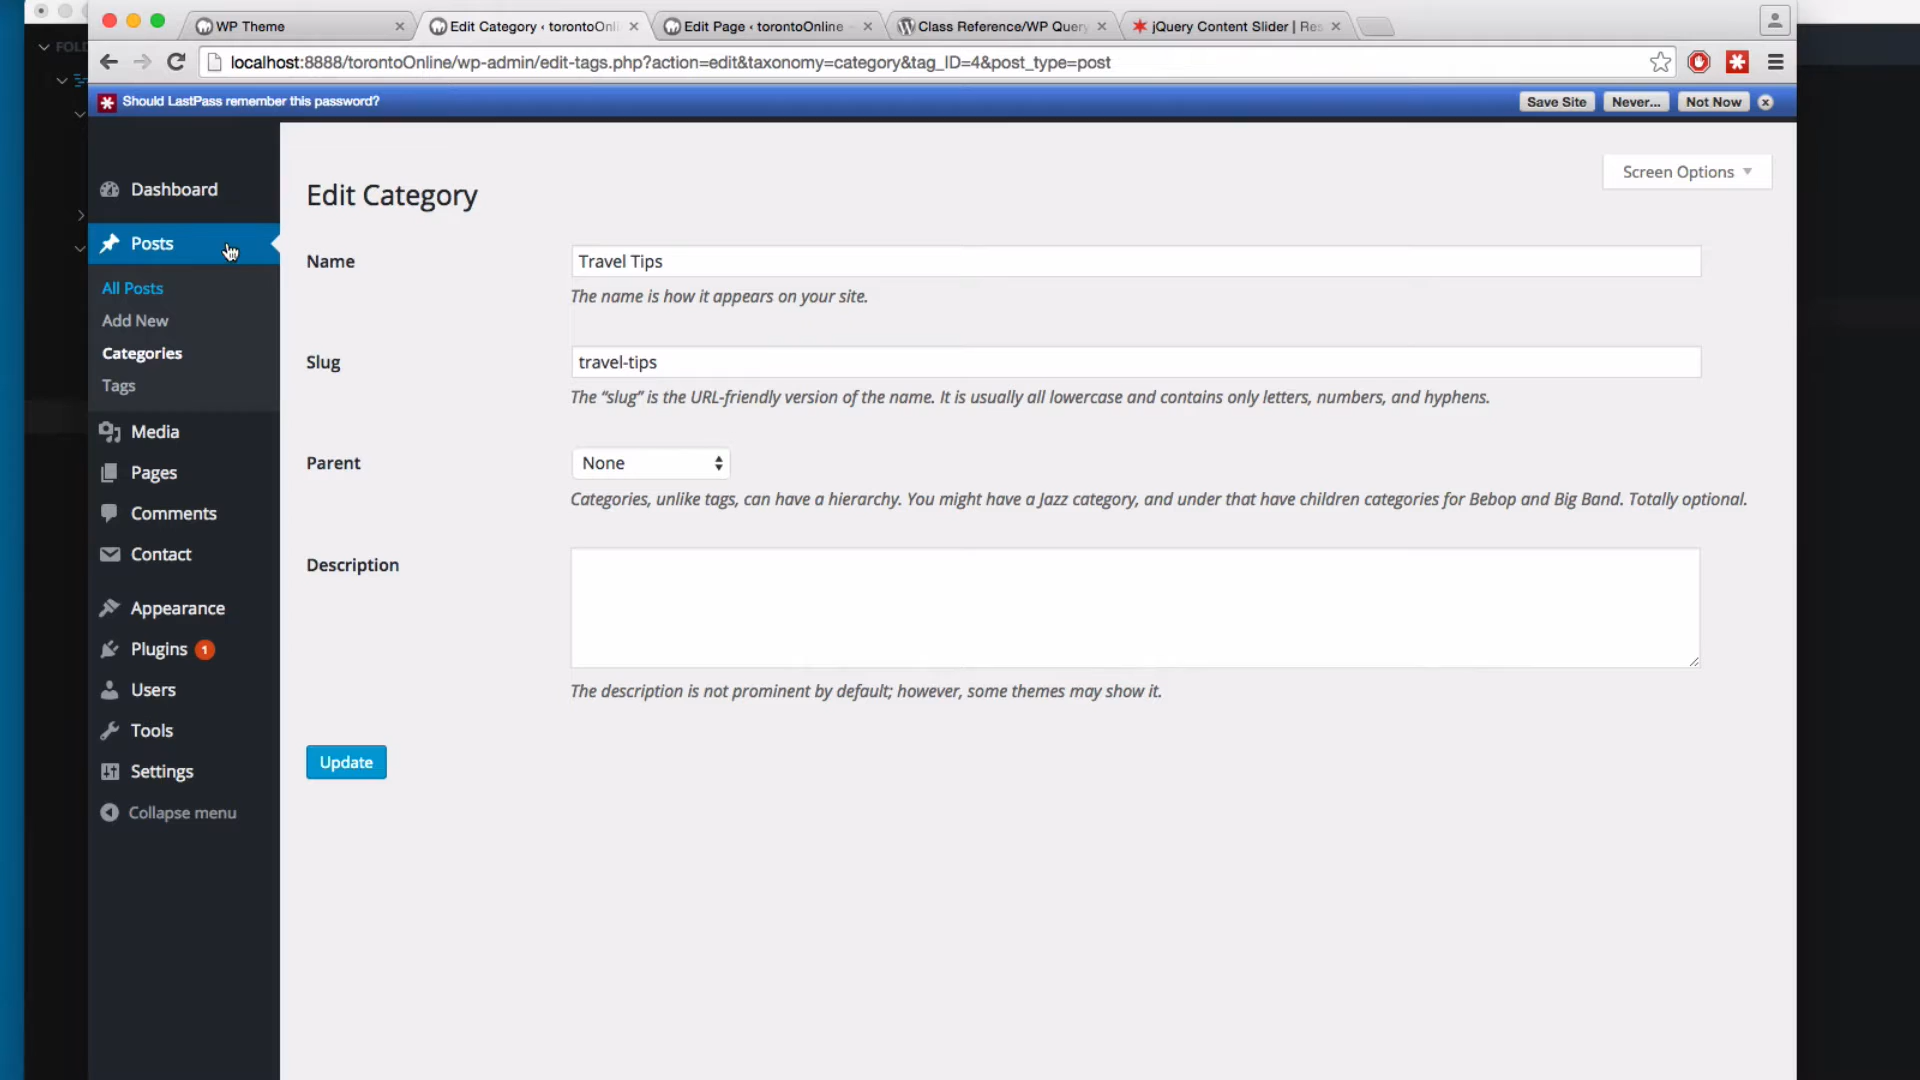 WP Theme
Edit Category ‹ torontoOnli
Edit Page ‹ torontoOnline
Class Reference/WP Query
jQuery Content Slider | Res
localhost:8888/torontoOnline/wp-admin/edit-tags.php?action=edit&taxonomy=category&tag_ID=4&post_type=post
Should LastPass remember this password?
Save Site
Never...
Not Now
Screen Options
Dashboard
Posts
All Posts
Add New
Categories
Tags
Media
Pages
Comments
Contact
Appearance
Plugins 1
Users
Tools
Settings
Collapse menu
Edit Category
Name
Travel Tips
The name is how it appears on your site.
Slug
travel-tips
The “slug” is the URL-friendly version of the name. It is usually all lowercase and contains only letters, numbers, and hyphens.
Parent
None
Categories, unlike tags, can have a hierarchy. You might have a Jazz category, and under that have children categories for Bebop and Big Band. Totally optional.
Description
The description is not prominent by default; however, some themes may show it.
Update